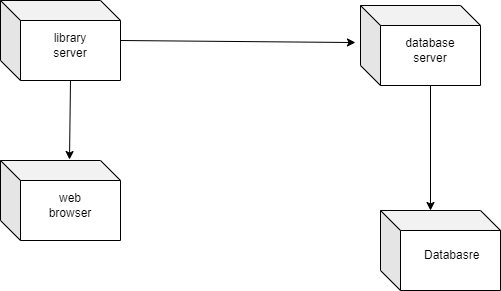 library
server
database
server
web
browser
Databasre